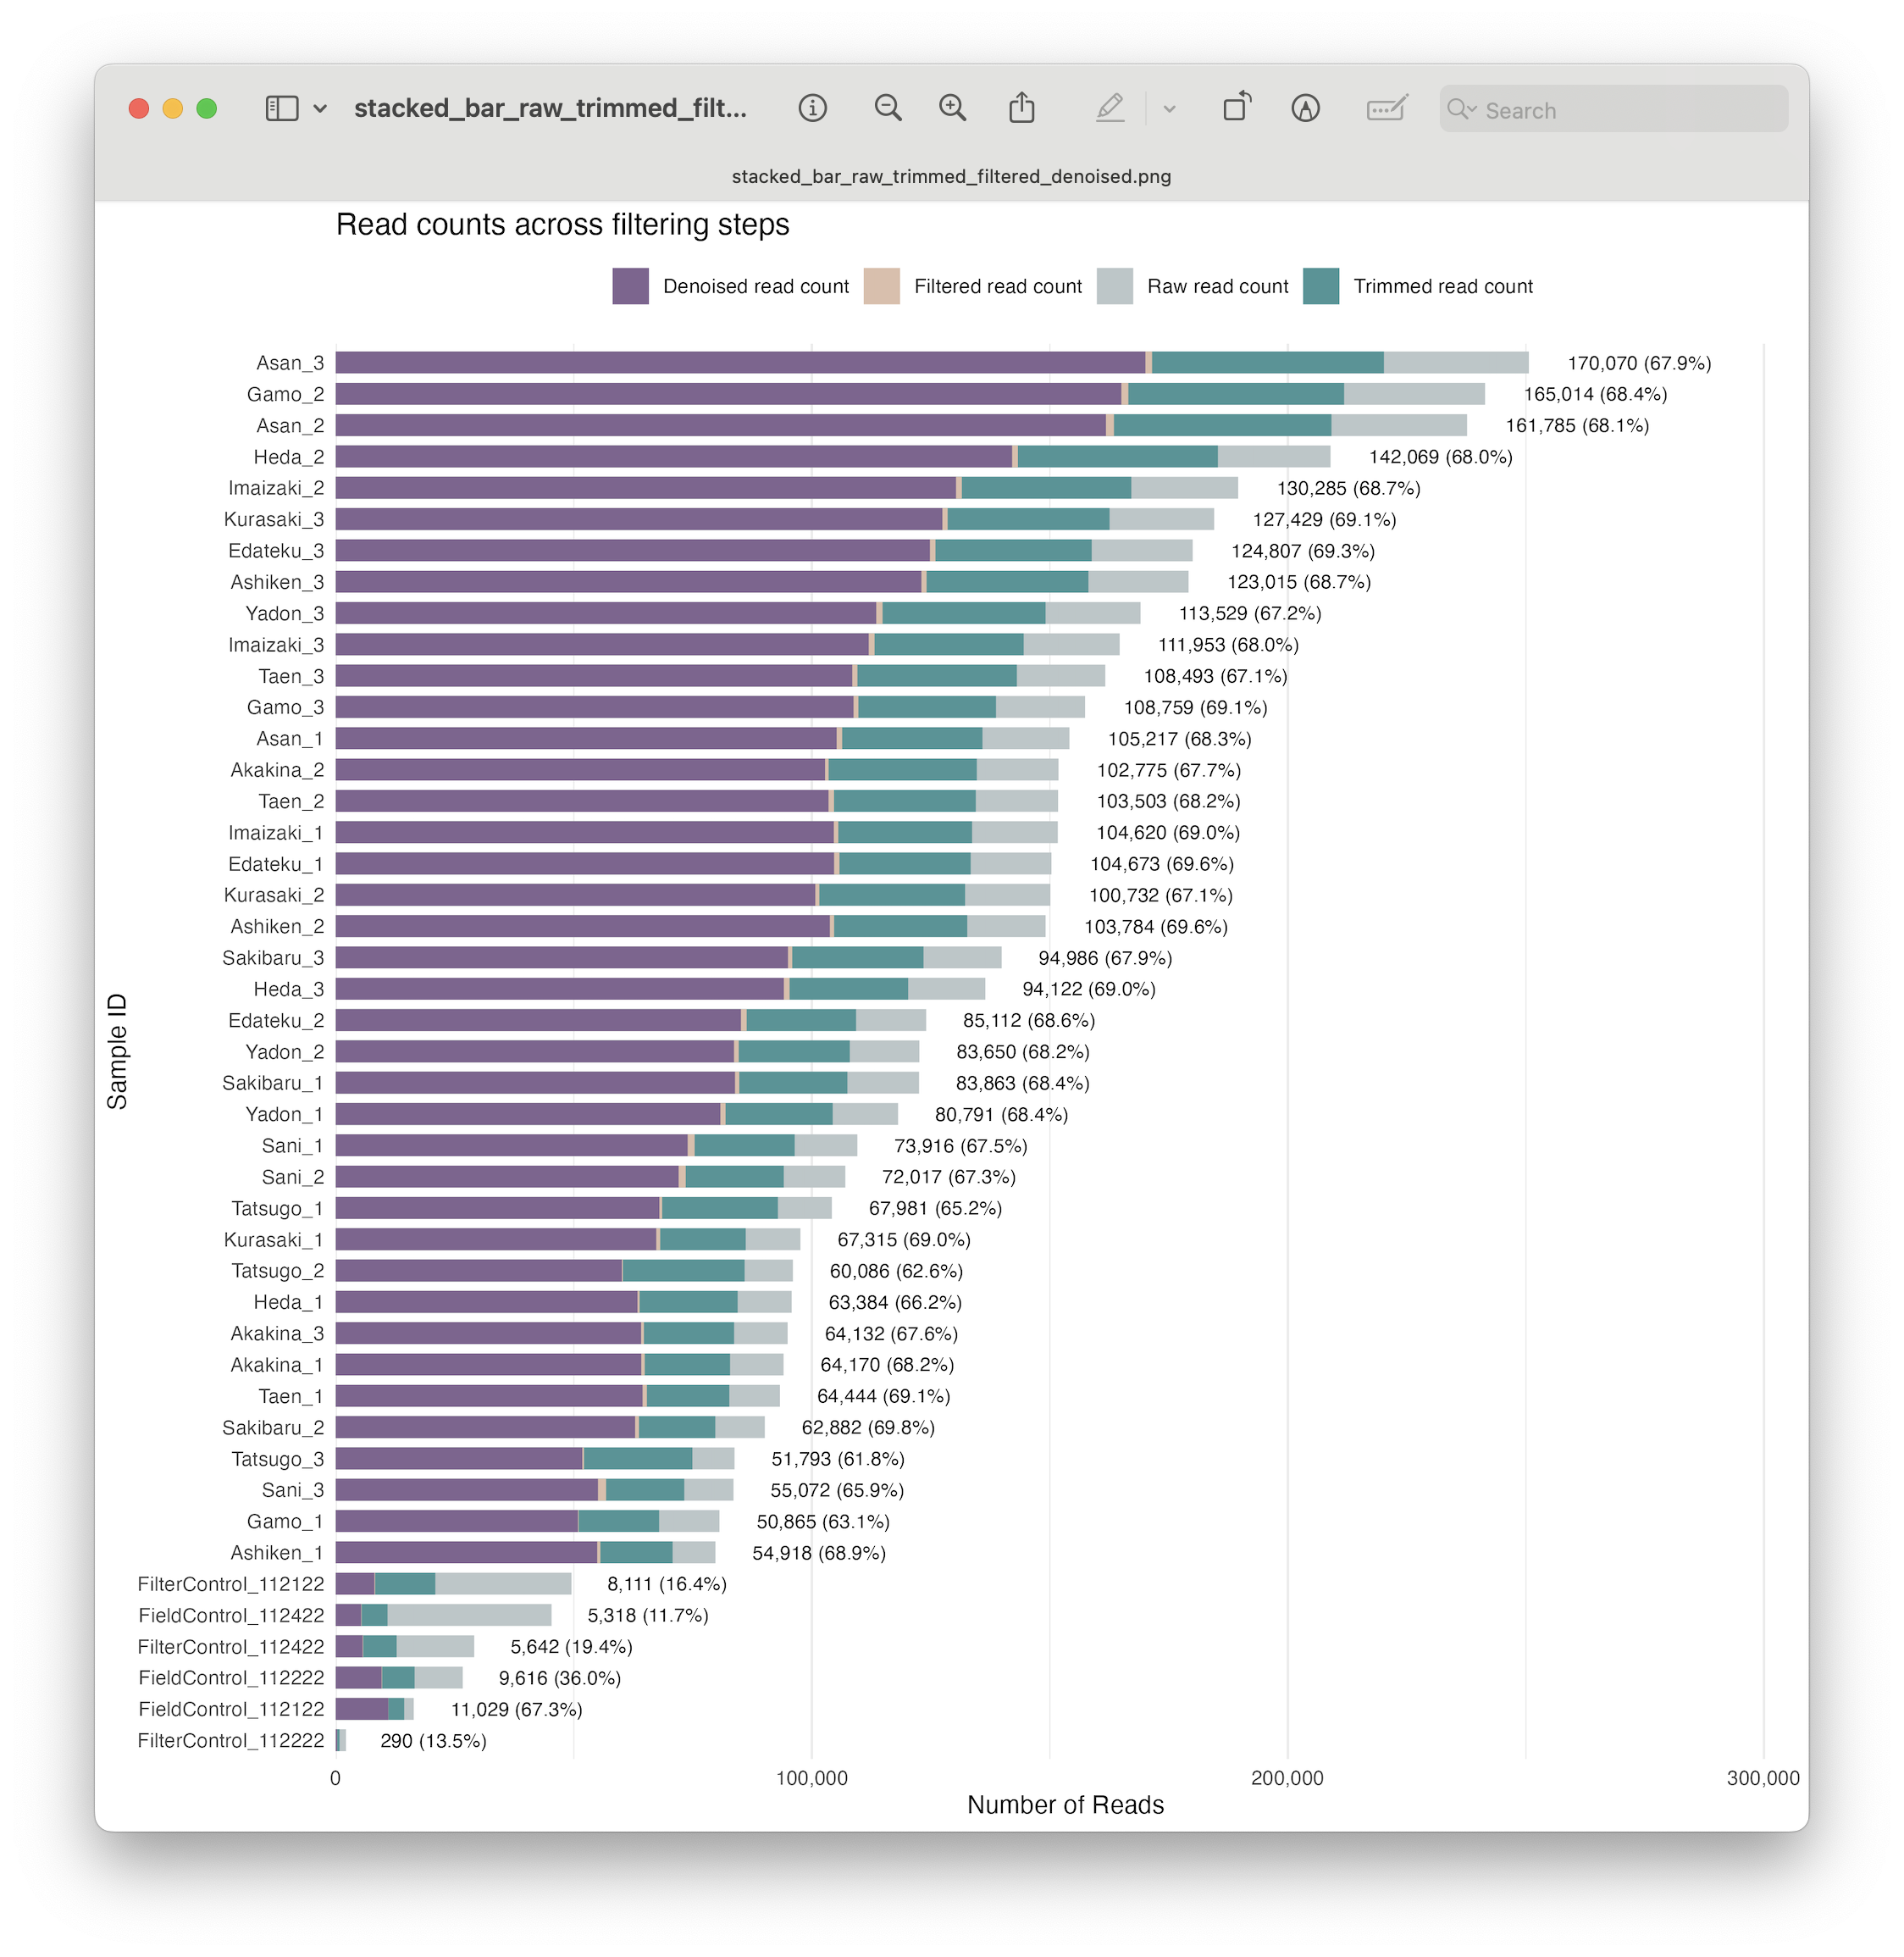 stacked_bar_raw_trimmed_filt...
Search
stacked_bar_raw_trimmed_filtered_denoised.png
Read counts across filtering steps
Denoised read count Filtered read count Raw read count Trimmed read count
Asan_3 170,070 (67.9%)
Gamo_2 165,014 (68.4%)
Asan_2 161,785 (68.1%)
Heda_2 142,069 (68.0%)
Imaizaki_2 130,285 (68.7%)
Kurasaki_3 127,429 (69.1%)
Edateku_3 124,807 (69.3%)
Ashiken_3 123,015 (68.7%)
Yadon_3 113,529 (67.2%)
Imaizaki_3 111,953 (68.0%)
Taen_3 108,493 (67.1%)
Gamo_3 108,759 (69.1%)
Asan_1 105,217 (68.3%)
Akakina_2 102,775 (67.7%)
Taen_2 103,503 (68.2%)
Imaizaki_1 104,620 (69.0%)
Edateku_1 104,673 (69.6%)
Kurasaki_2 100,732 (67.1%)
Ashiken_2 103,784 (69.6%)
Sakibaru_3 94,986 (67.9%)
Heda_3 94,122 (69.0%)
Edateku_2 85,112 (68.6%)
Yadon_2 83,650 (68.2%)
Sakibaru_1 83,863 (68.4%)
Yadon_1 80,791 (68.4%)
Sani_1 73,916 (67.5%)
Sani_2 72,017 (67.3%)
Tatsugo_1 67,981 (65.2%)
Kurasaki_1 67,315 (69.0%)
Tatsugo_2 60,086 (62.6%)
Heda_1 63,384 (66.2%)
Akakina_3 64,132 (67.6%)
Akakina_1 64,170 (68.2%)
Taen_1 64,444 (69.1%)
Sakibaru_2 62,882 (69.8%)
Tatsugo_3 51,793 (61.8%)
Sani_3 55,072 (65.9%)
Gamo_1 50,865 (63.1%)
Ashiken_1 54,918 (68.9%)
FilterControl_112122 8,111 (16.4%)
FieldControl_112422 5,318 (11.7%)
FilterControl_112422 5,642 (19.4%)
FieldControl_112222 9,616 (36.0%)
FieldControl_112122 11,029 (67.3%)
FilterControl_112222 290 (13.5%)
Sample ID
0 100,000 200,000 300,000
Number of Reads